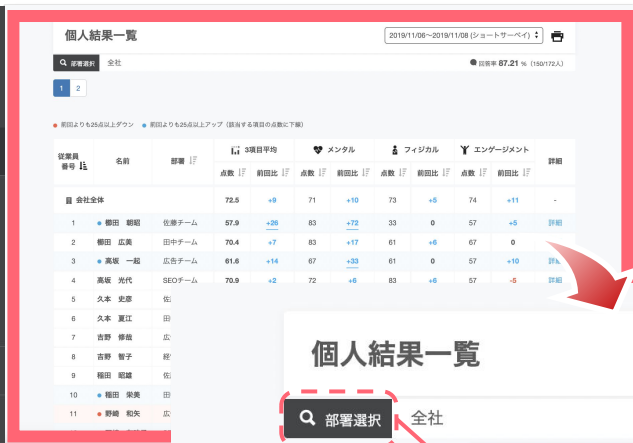 個人結果一覧 2019/11/06〜2019/11/08 (ショートサーベイ)
部署選択 全社 回答率 87.21 % (150/172人)
1 2
前回よりも25点以上ダウン 前回よりも25点以上アップ (該当する項目の点数に下線)
従業員番号 名前 部署 3項目平均 メンタル フィジカル エンゲージメント 詳細
点数 前回比 点数 前回比 点数 前回比 点数 前回比
会社全体 72.5 +9 71 +10 73 +5 74 +11 -
1 櫛田 朝昭 佐藤チーム 57.9 +26 83 +72 33 0 57 +5 詳細
2 櫛田 広美 田中チーム 70.4 +7 83 +17 61 +6 67 0
3 高坂 一起 広告チーム 61.6 +14 67 +33 61 0 57 +10 詳細
4 高坂 光代 SEOチーム 70.9 +2 72 +6 83 +6 57 -5 詳細
5 久本 史彦 佐
6 久本 夏江 田
7 吉野 修哉 広
8 吉野 智子 経
9 稲田 昭雄 佐
10 稲田 栄美 田
11 野崎 和矢 広
個人結果一覧
部署選択 全社